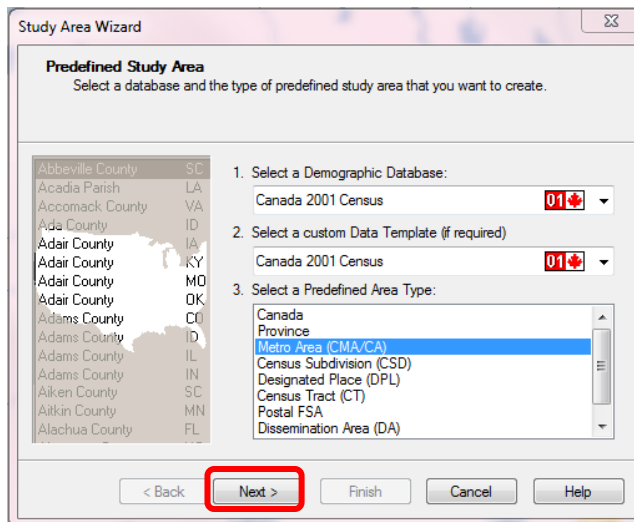 Study Area Wizard
Predefined Study Area
Select a database and the type of predefined study area that you want to create.
Abbeville County SC
Acadia Parish LA
Accomack County VA
Ada County ID
Adair County IA
Adair County KY
Adair County MO
Adair County OK
Adams County CO
Adams County ID
Adams County IL
Adams County IN
Aiken County SC
Aitkin County MN
Alachua County FL
1. Select a Demographic Database:
Canada 2001 Census 01
2. Select a custom Data Template (if required)
Canada 2001 Census 01
3. Select a Predefined Area Type:
Canada
Province
Metro Area (CMA/CA)
Census Subdivision (CSD)
Designated Place (DPL)
Census Tract (CT)
Postal FSA
Dissemination Area (DA)
< Back Next > Finish Cancel Help